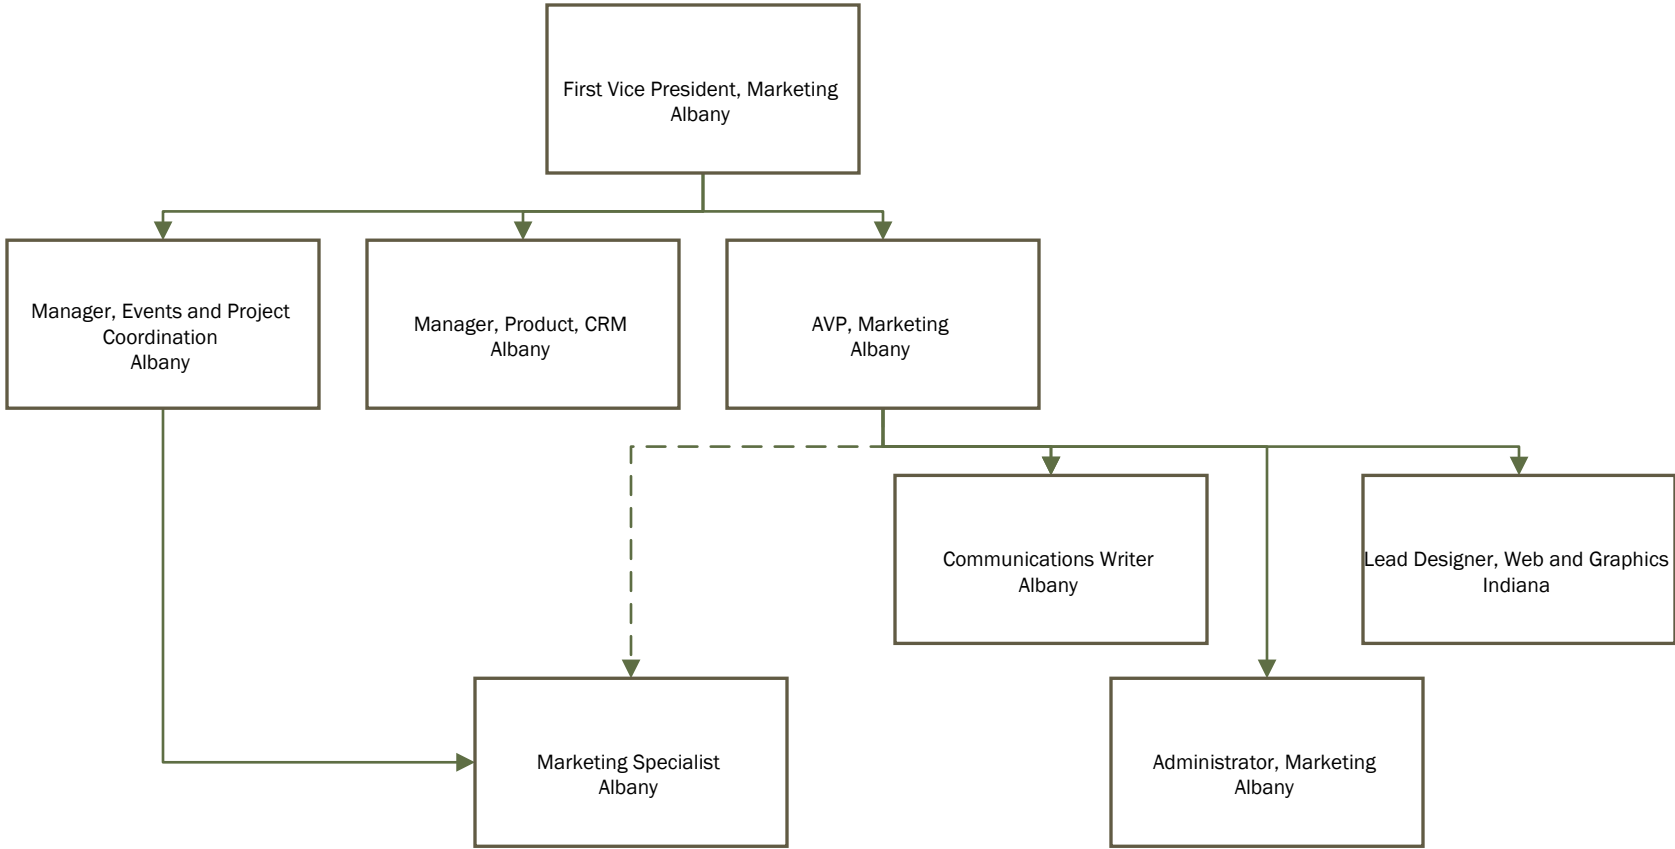 First Vice President, Marketing
Albany
Manager, Events and Project
Coordination
Albany
Manager, Product, CRM
Albany
AVP, Marketing
Albany
Communications Writer
Albany
Lead Designer, Web and Graphics
Indiana
Marketing Specialist
Albany
Administrator, Marketing
Albany